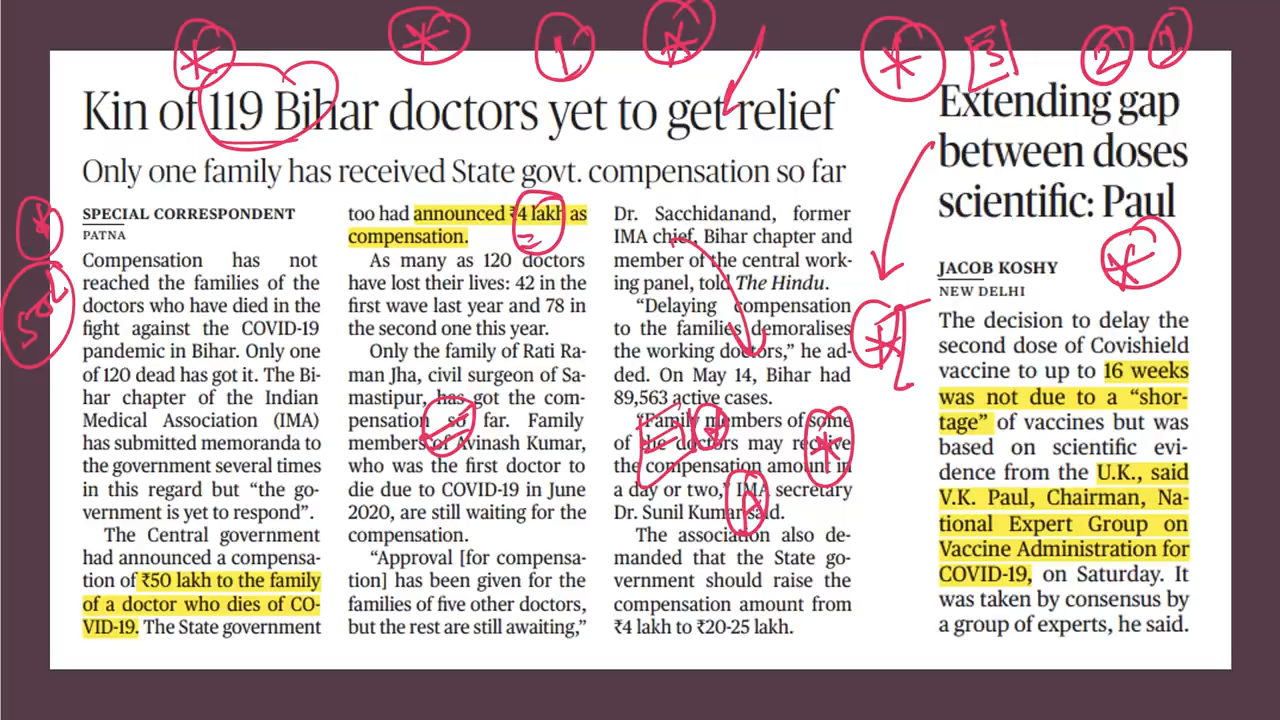 Kin of 119 Bihar doctors yet to get relief
Only one family has received State govt. compensation so far
SPECIAL CORRESPONDENT
PATNA
Compensation has not
reached the families of the
doctors who have died in the
fight against the COVID-19
pandemic in Bihar. Only one
of 120 dead has got it. The Bi-
har chapter of the Indian
Medical Association (IMA)
has submitted memoranda to
the government several times
in this regard but “the go-
vernment is yet to respond”.
The Central government
had announced a compensa-
tion of ₹50 lakh to the family
of a doctor who dies of CO-
VID-19. The State government
too had announced ₹4 lakh as
compensation.
As many as 120 doctors
have lost their lives: 42 in the
first wave last year and 78 in
the second one this year.
Only the family of Rati Ra-
man Jha, civil surgeon of Sa-
mastipur, has got the com-
pensation so far. Family
members of Avinash Kumar,
who was the first doctor to
die due to COVID-19 in June
2020, are still waiting for the
compensation.
“Approval [for compensa-
tion] has been given for the
families of five other doctors,
but the rest are still awaiting,”
Dr. Sacchidanand, former
IMA chief, Bihar chapter and
member of the central work-
ing panel, told The Hindu.
“Delaying compensation
to the families demoralises
the working doctors,” he ad-
ded. On May 14, Bihar had
89,563 active cases.
“Family members of some
of the doctors may receive
the compensation amount in
a day or two,” IMA secretary
Dr. Sunil Kumar said.
The association also de-
manded that the State go-
vernment should raise the
compensation amount from
₹4 lakh to ₹20-25 lakh.
Extending gap
between doses
scientific: Paul
JACOB KOSHY
NEW DELHI
The decision to delay the
second dose of Covishield
vaccine to up to 16 weeks
was not due to a “shor-
tage” of vaccines but was
based on scientific evi-
dence from the U.K., said
V.K. Paul, Chairman, Na-
tional Expert Group on
Vaccine Administration for
COVID-19, on Saturday. It
was taken by consensus by
a group of experts, he said.
1
3
2
1